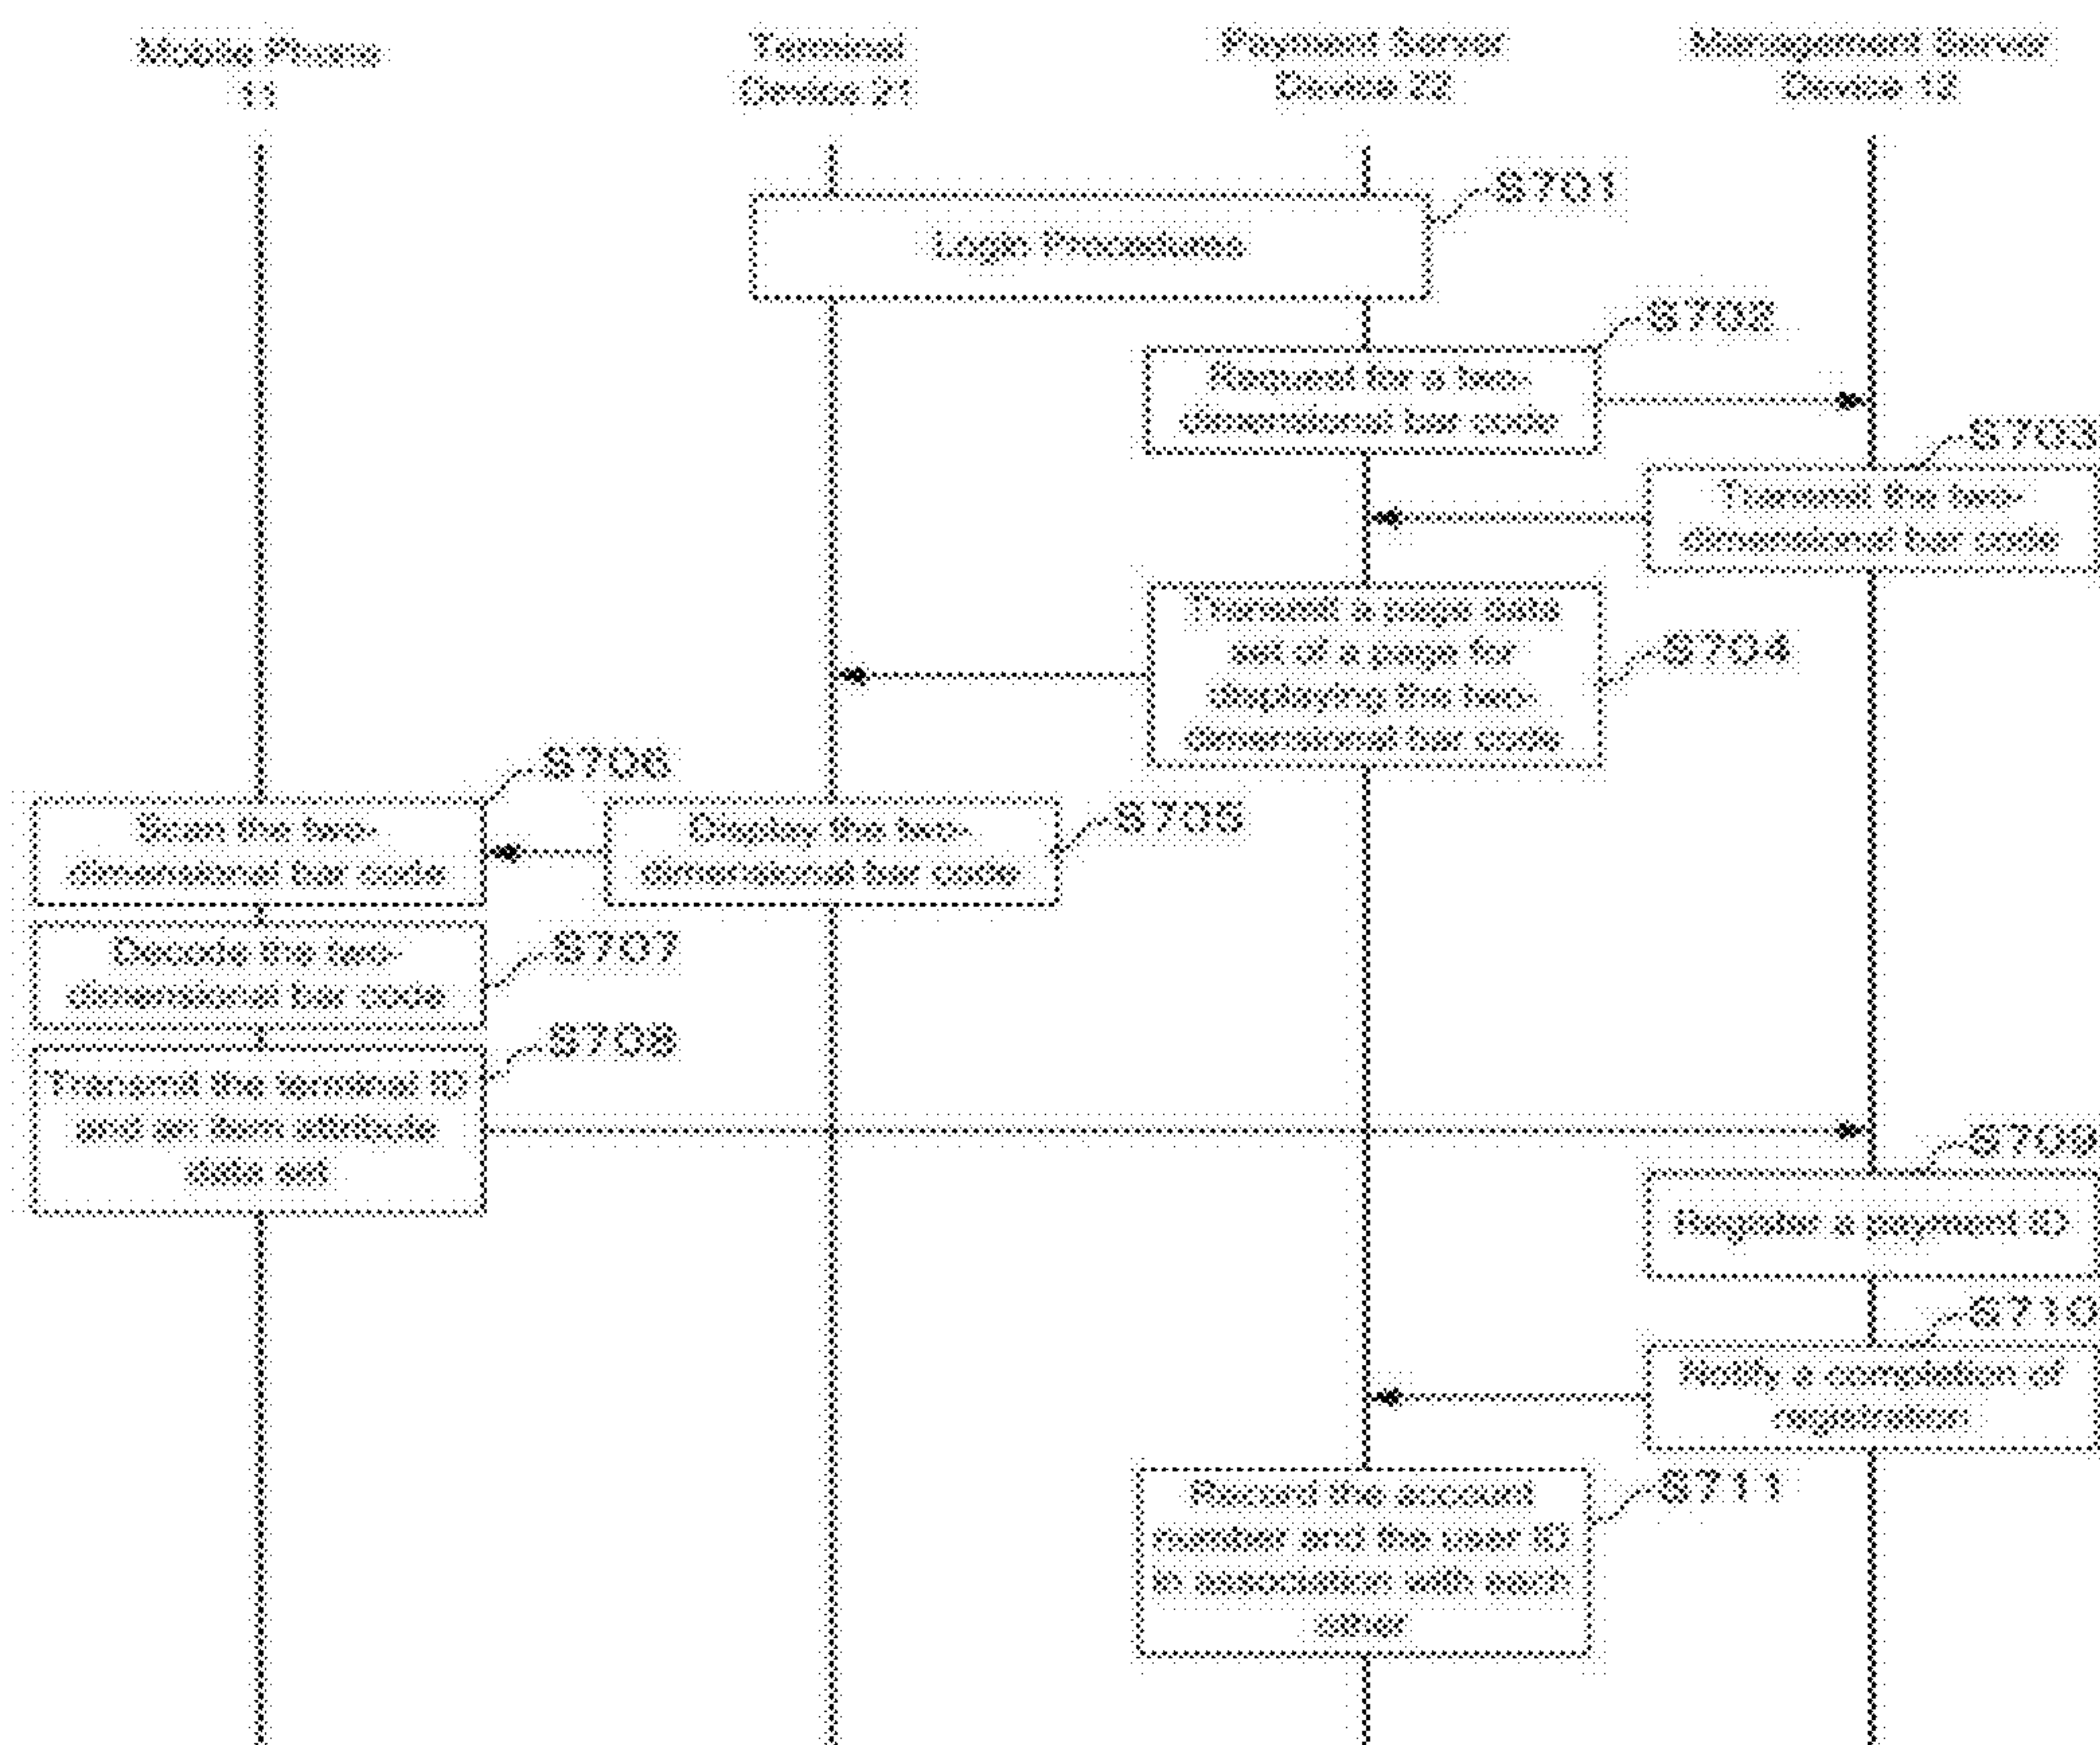 Mobile Phone
11
Terminal
Device 21
Payment Server
Device 22
Management Server
Device 12
S701
Login Procedure
S702
Request for a two-
dimensional bar code
S703
Transmit the two-
dimensional bar code
Transmit a page data
set of a page for
displaying the two-
dimensional bar code
S704
S706
Scan the two-
dimensional bar code
Display the two-
dimensional bar code
S705
Decode the two-
dimensional bar code
S707
S708
Transmit the terminal ID
and an item attribute
data set
S709
Register a payment ID
S710
Notify a completion of
registration
Record the account
number and the user ID
in association with each
other
S711